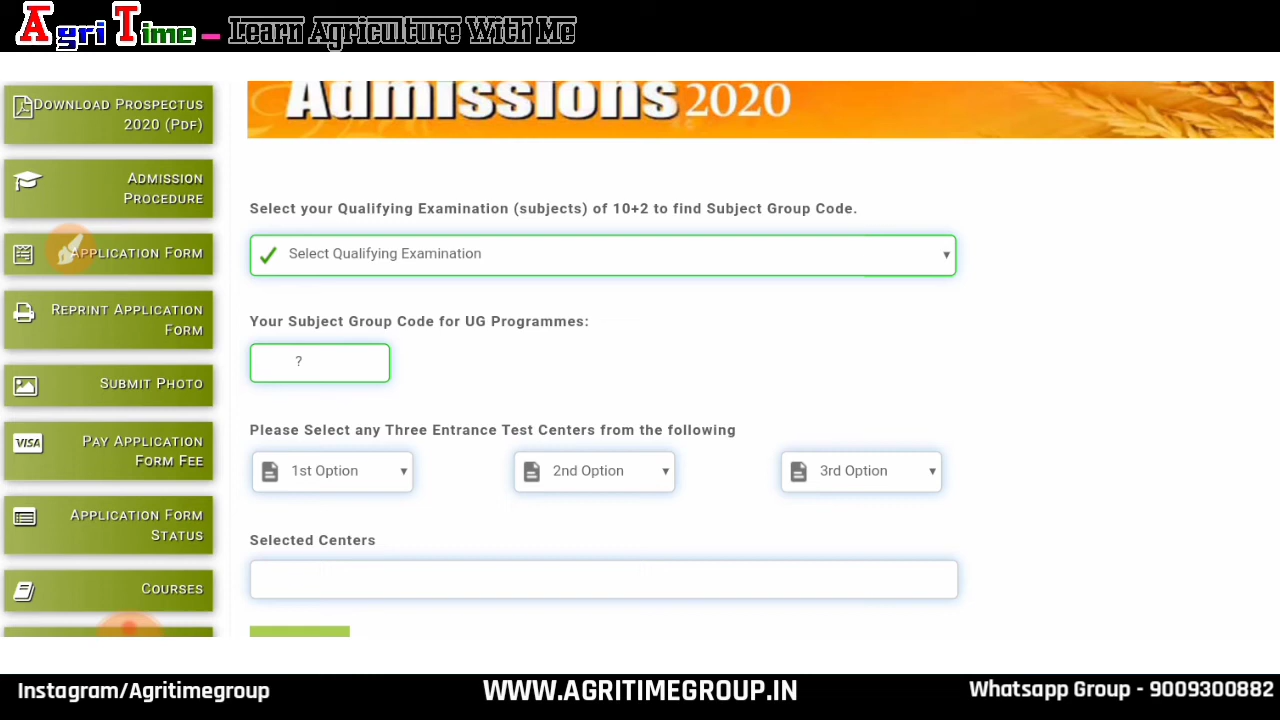 Agri Time – Learn Agriculture With Me
Admissions 2020
Download Prospectus
2020 (Pdf)
Admission
Procedure
Application Form
Reprint Application
Form
Submit Photo
VISA
Pay Application
Form Fee
Application Form
Status
Courses
Select your Qualifying Examination (subjects) of 10+2 to find Subject Group Code.
Select Qualifying Examination
Your Subject Group Code for UG Programmes:
?
Please Select any Three Entrance Test Centers from the following
1st Option
2nd Option
3rd Option
Selected Centers
Instagram/Agritimegroup
WWW.AGRITIMEGROUP.IN
Whatsapp Group - 9009300882